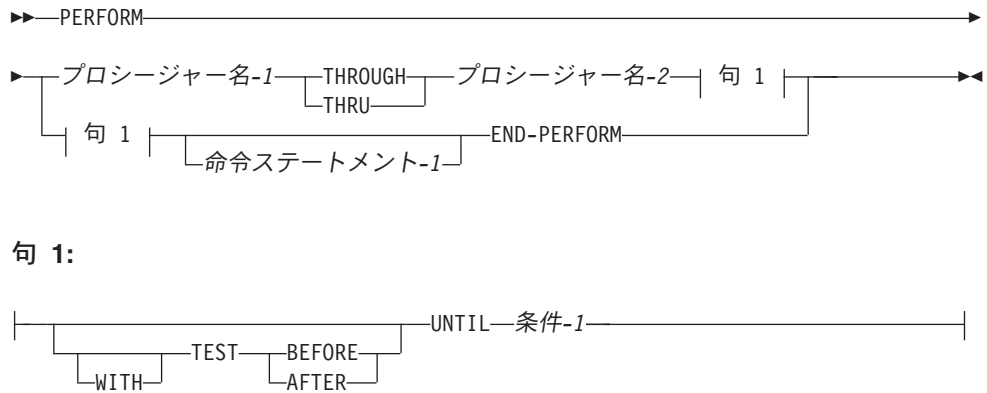 PERFORM
プロシージャー名-1 THROUGH プロシージャー名-2 句 1
THRU
句 1 END-PERFORM
命令ステートメント-1
句 1:
UNTIL 条件-1
TEST BEFORE
WITH AFTER